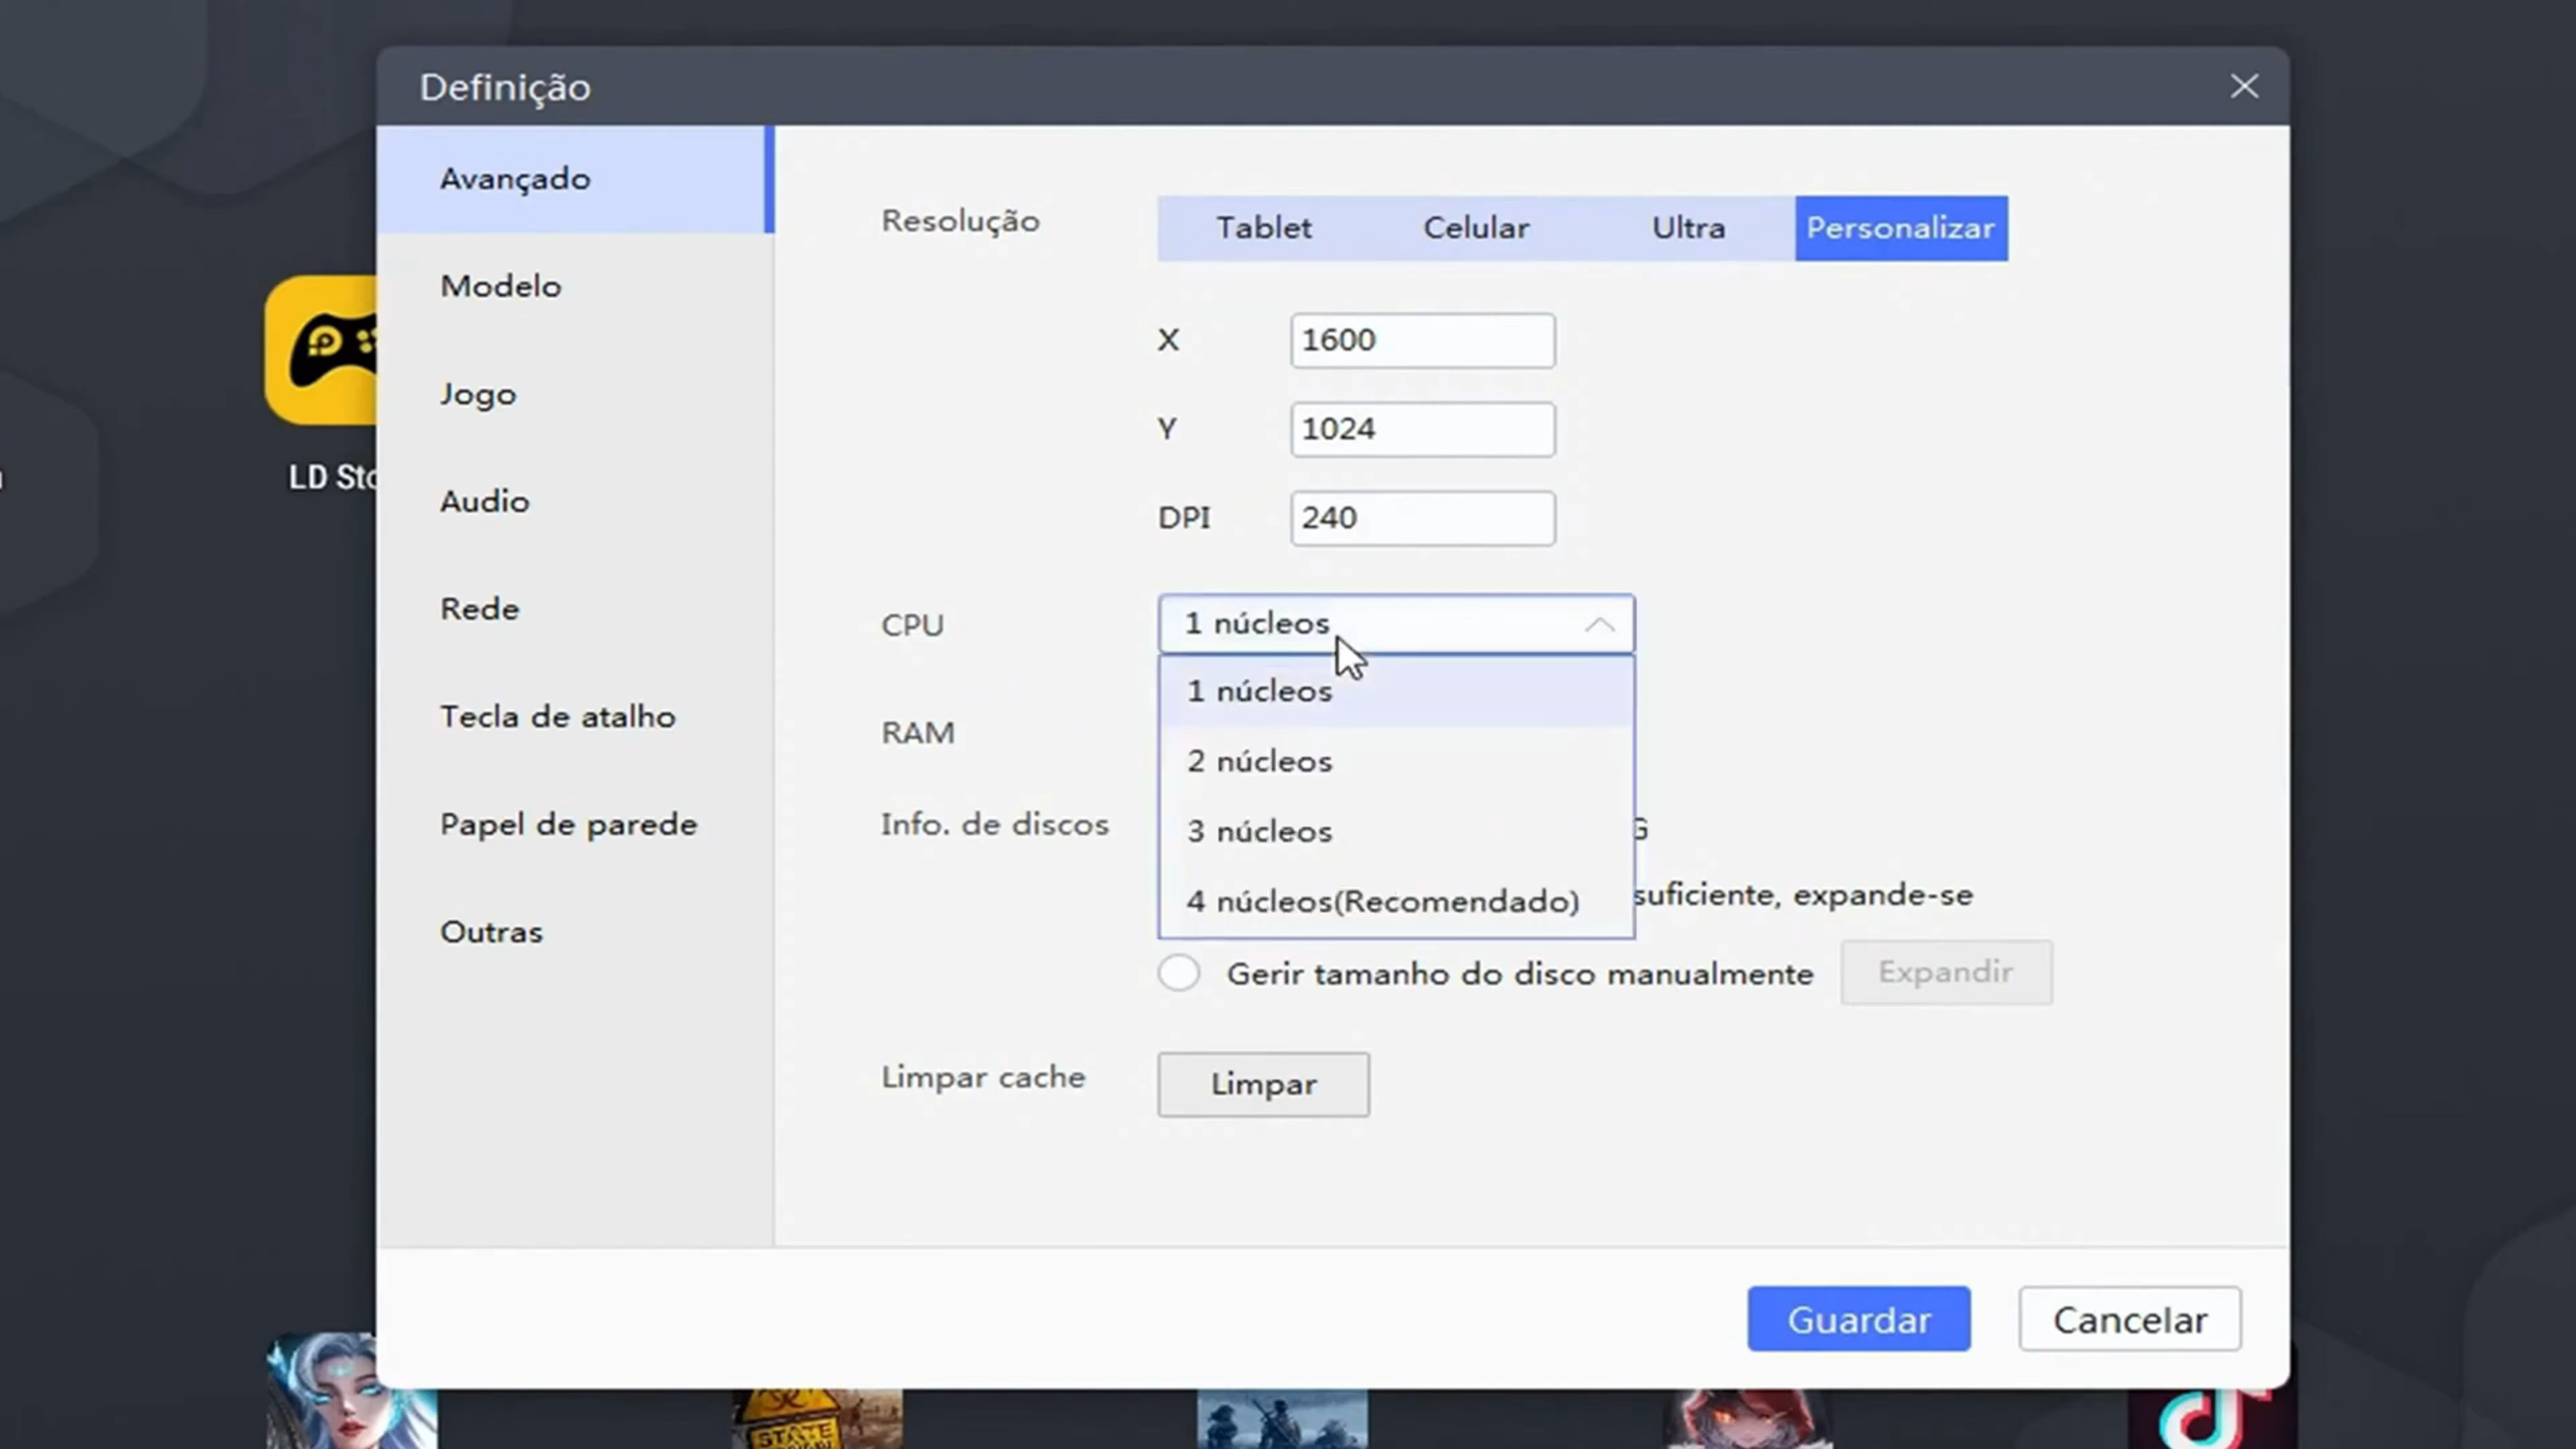 Definição
Avançado
Modelo
Jogo
Audio
Rede
Tecla de atalho
Papel de parede
Outras
Resolução
Tablet
Celular
Ultra
Personalizar
X
1600
Y
1024
DPI
240
CPU
1 núcleos
1 núcleos
2 núcleos
3 núcleos
4 núcleos(Recomendado)
RAM
Info. de discos
suficiente, expande-se
Gerir tamanho do disco manualmente
Expandir
Limpar cache
Limpar
Guardar
Cancelar
LD
STATE